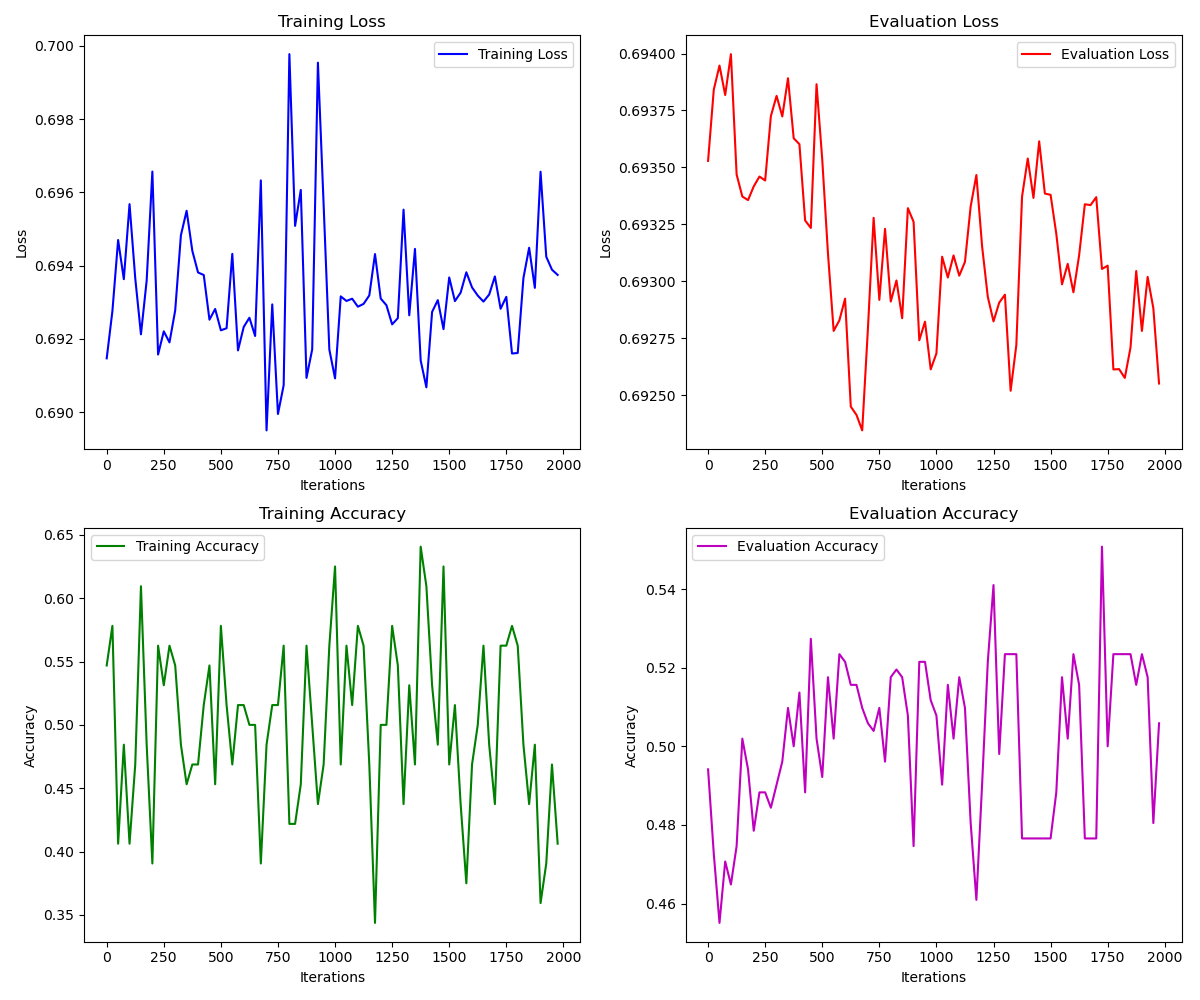 Training Loss
Training Loss
0.700
0.698
0.696
0.694
0.692
0.690
Loss
0 250 500 750 1000 1250 1500 1750 2000
Iterations
Evaluation Loss
Evaluation Loss
0.69400
0.69375
0.69350
0.69325
0.69300
0.69275
0.69250
Loss
0 250 500 750 1000 1250 1500 1750 2000
Iterations
Training Accuracy
Training Accuracy
0.65
0.60
0.55
0.50
0.45
0.40
0.35
Accuracy
0 250 500 750 1000 1250 1500 1750 2000
Iterations
Evaluation Accuracy
Evaluation Accuracy
0.54
0.52
0.50
0.48
0.46
Accuracy
0 250 500 750 1000 1250 1500 1750 2000
Iterations